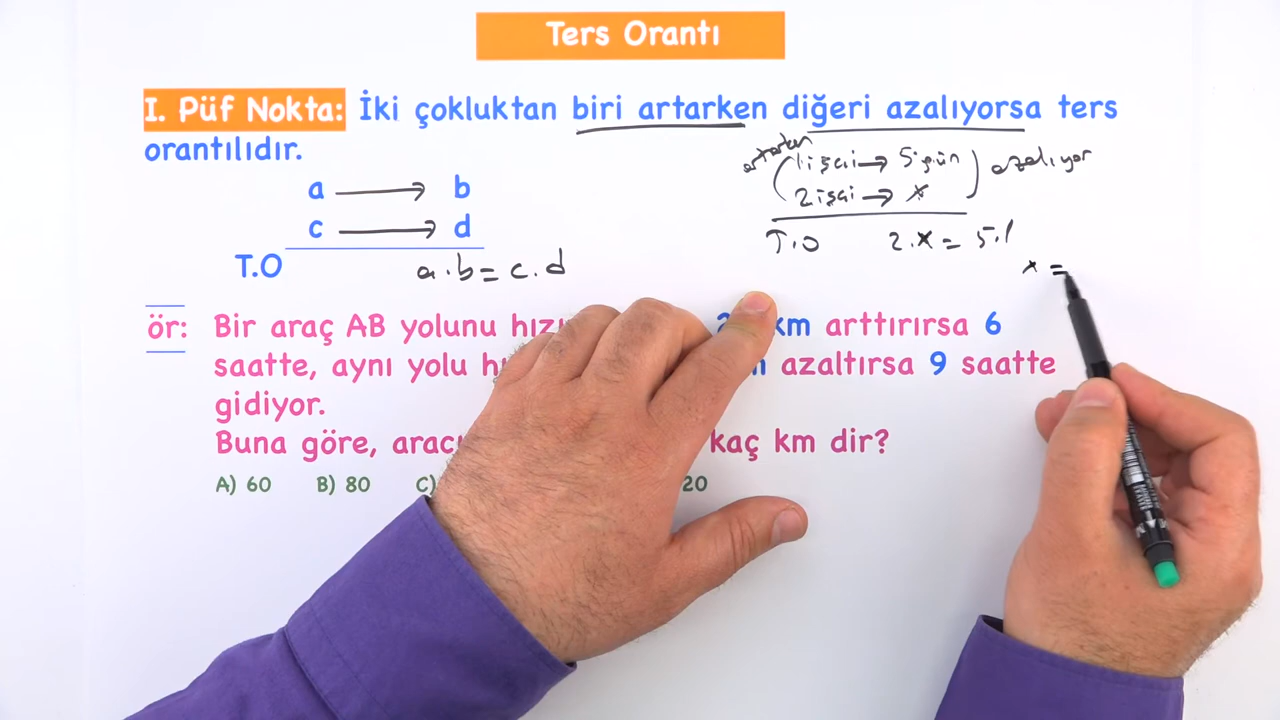 Ters Orantı
I. Püf Nokta: İki çokluktan biri artarken diğeri azalıyorsa ters
orantılıdır.
artarken
1 işçi → 5 gün
azalıyor
2 işçi → x
T.O 2.x = 5.1
x =
a → b
c → d
T.O a.b = c.d
ör: Bir araç AB yolunu km arttırırsa 6
saatte, aynı yolu azaltırsa 9 saatte
gidiyor.
Buna göre, kaç km dir?
A) 60 B) 80 C) 20